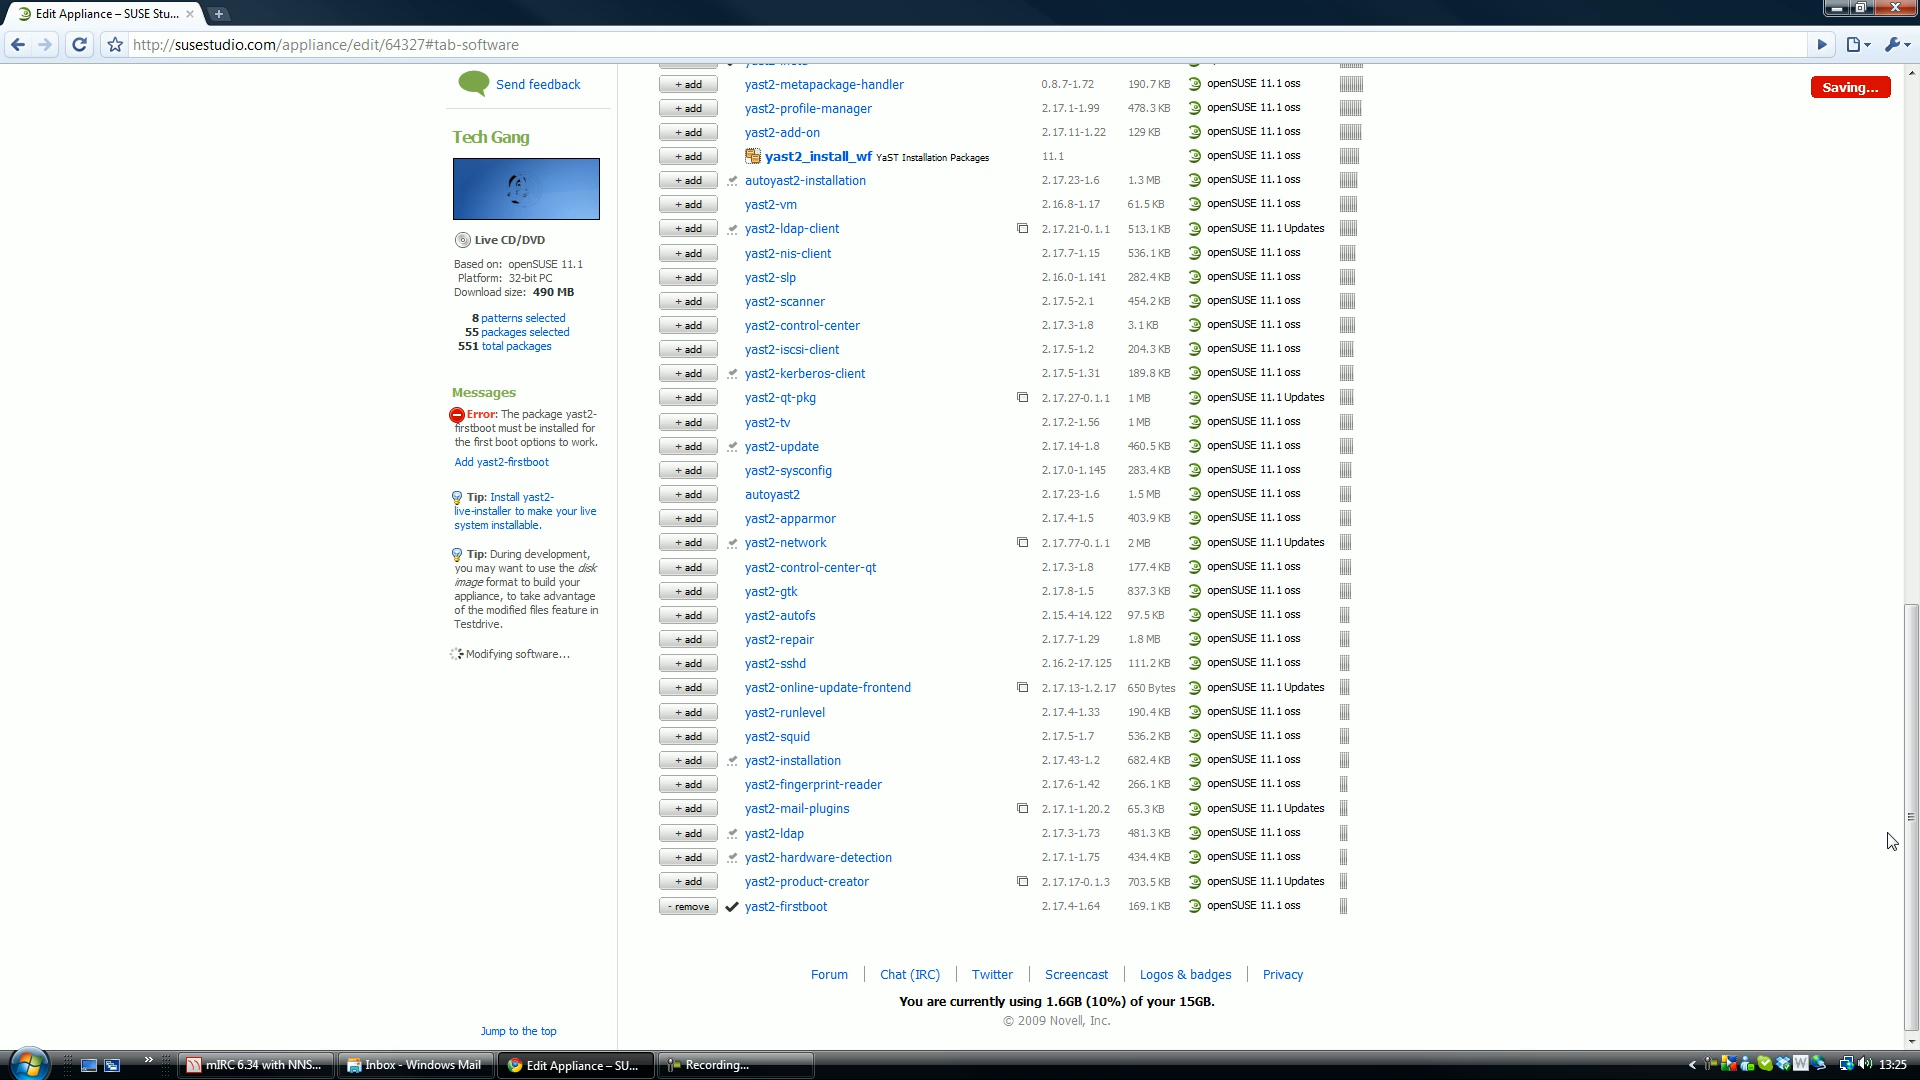 Edit Appliance – SUSE Stu...
http://susestudio.com/appliance/edit/64327#tab-software
Saving...
Send feedback
Tech Gang
Live CD/DVD
Based on: openSUSE 11.1
Platform: 32-bit PC
Download size: 490 MB
8 patterns selected
55 packages selected
551 total packages
Messages
Error: The package yast2-
firstboot must be installed for
the first boot options to work.
Add yast2-firstboot
Tip: Install yast2-
live-installer to make your live
system installable.
Tip: During development,
you may want to use the disk
image format to build your
appliance, to take advantage
of the modified files feature in
Testdrive.
Modifying software...
Jump to the top
+ add yast2-metapackage-handler 0.8.7-1.72 190.7 KB openSUSE 11.1 oss
+ add yast2-profile-manager 2.17.1-1.99 478.3 KB openSUSE 11.1 oss
+ add yast2-add-on 2.17.11-1.22 129 KB openSUSE 11.1 oss
+ add yast2_install_wf YaST Installation Packages 11.1 openSUSE 11.1 oss
+ add autoyast2-installation 2.17.23-1.6 1.3 MB openSUSE 11.1 oss
+ add yast2-vm 2.16.8-1.17 61.5 KB openSUSE 11.1 oss
+ add yast2-ldap-client 2.17.21-0.1.1 513.1 KB openSUSE 11.1 Updates
+ add yast2-nis-client 2.17.7-1.15 536.1 KB openSUSE 11.1 oss
+ add yast2-slp 2.16.0-1.141 282.4 KB openSUSE 11.1 oss
+ add yast2-scanner 2.17.5-2.1 454.2 KB openSUSE 11.1 oss
+ add yast2-control-center 2.17.3-1.8 3.1 KB openSUSE 11.1 oss
+ add yast2-iscsi-client 2.17.5-1.2 204.3 KB openSUSE 11.1 oss
+ add yast2-kerberos-client 2.17.5-1.31 189.8 KB openSUSE 11.1 oss
+ add yast2-qt-pkg 2.17.27-0.1.1 1 MB openSUSE 11.1 Updates
+ add yast2-tv 2.17.2-1.56 1 MB openSUSE 11.1 oss
+ add yast2-update 2.17.14-1.8 460.5 KB openSUSE 11.1 oss
+ add yast2-sysconfig 2.17.0-1.145 283.4 KB openSUSE 11.1 oss
+ add autoyast2 2.17.23-1.6 1.5 MB openSUSE 11.1 oss
+ add yast2-apparmor 2.17.4-1.5 403.9 KB openSUSE 11.1 oss
+ add yast2-network 2.17.77-0.1.1 2 MB openSUSE 11.1 Updates
+ add yast2-control-center-qt 2.17.3-1.8 177.4 KB openSUSE 11.1 oss
+ add yast2-gtk 2.17.8-1.5 837.3 KB openSUSE 11.1 oss
+ add yast2-autofs 2.15.4-14.122 97.5 KB openSUSE 11.1 oss
+ add yast2-repair 2.17.7-1.29 1.8 MB openSUSE 11.1 oss
+ add yast2-sshd 2.16.2-17.125 111.2 KB openSUSE 11.1 oss
+ add yast2-online-update-frontend 2.17.13-1.2.17 650 Bytes openSUSE 11.1 Updates
+ add yast2-runlevel 2.17.4-1.33 190.4 KB openSUSE 11.1 oss
+ add yast2-squid 2.17.5-1.7 536.2 KB openSUSE 11.1 oss
+ add yast2-installation 2.17.43-1.2 682.4 KB openSUSE 11.1 oss
+ add yast2-fingerprint-reader 2.17.6-1.42 266.1 KB openSUSE 11.1 oss
+ add yast2-mail-plugins 2.17.1-1.20.2 65.3 KB openSUSE 11.1 Updates
+ add yast2-ldap 2.17.3-1.73 481.3 KB openSUSE 11.1 oss
+ add yast2-hardware-detection 2.17.1-1.75 434.4 KB openSUSE 11.1 oss
+ add yast2-product-creator 2.17.17-0.1.3 703.5 KB openSUSE 11.1 Updates
- remove yast2-firstboot 2.17.4-1.64 169.1 KB openSUSE 11.1 oss
Forum Chat (IRC) Twitter Screencast Logos & badges Privacy
You are currently using 1.6GB (10%) of your 15GB.
© 2009 Novell, Inc.
mIRC 6.34 with NNS... Inbox - Windows Mail Edit Appliance – SU... Recording... 13:25